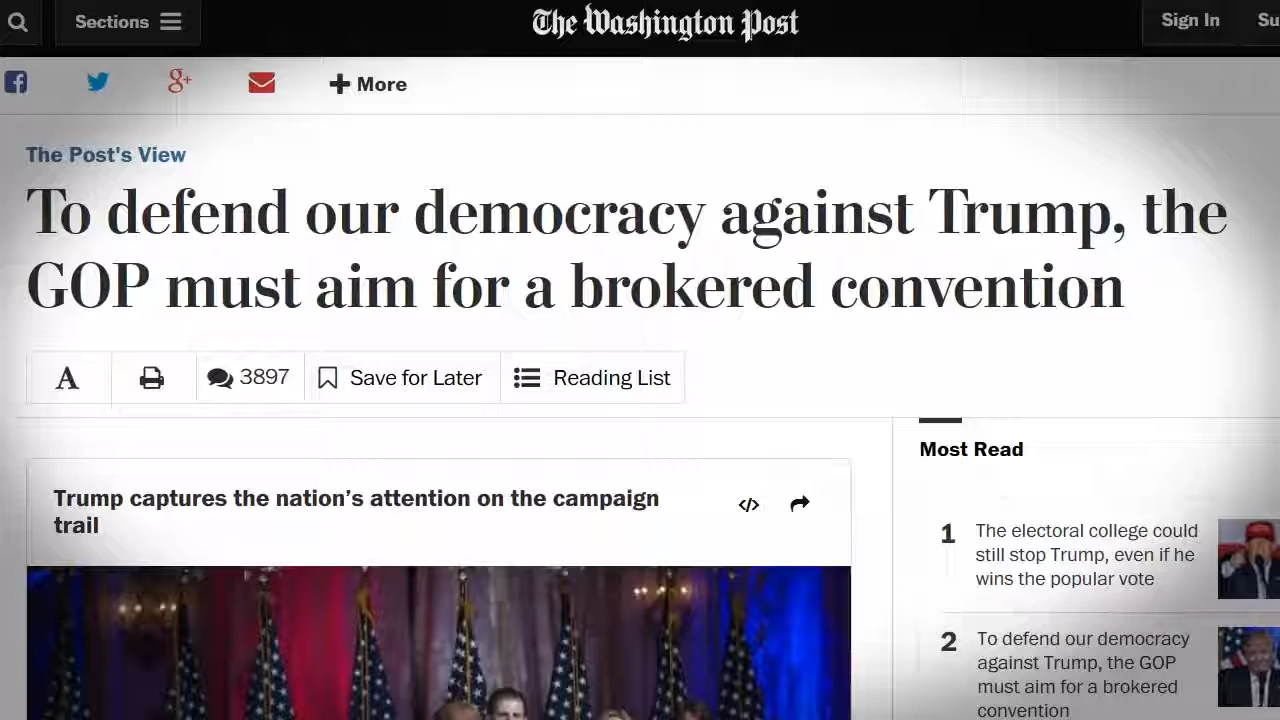 Sections
The Washington Post
Sign In
Su
g+
More
The Post's View
To defend our democracy against Trump, the
GOP must aim for a brokered convention
A
3897
Save for Later
Reading List
Trump captures the nation’s attention on the campaign
trail
</>
Most Read
1
The electoral college could
still stop Trump, even if he
wins the popular vote
2
To defend our democracy
against Trump, the GOP
must aim for a brokered
convention